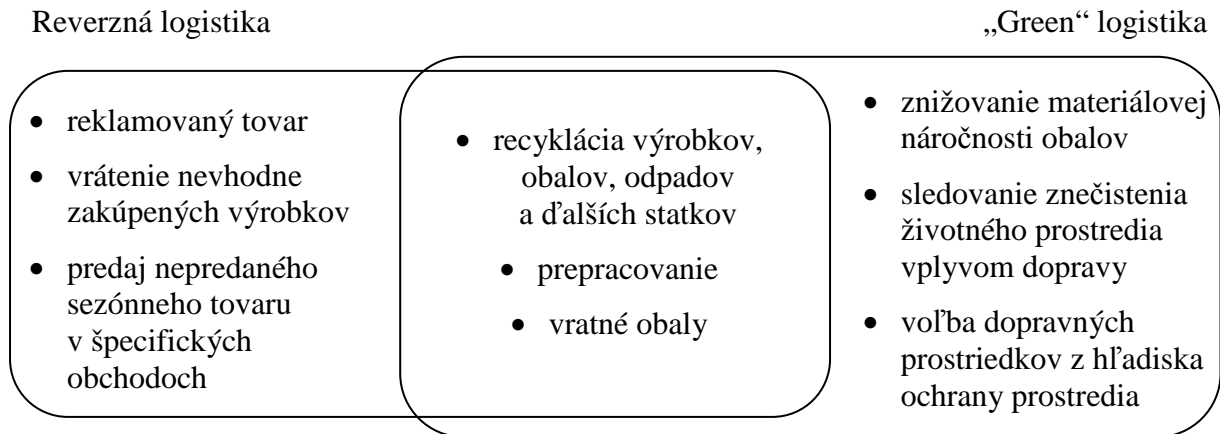 Reverzná logistika
„Green“ logistika
• reklamovaný tovar
• vrátenie nevhodne
zakúpených výrobkov
• predaj nepredaného
sezónneho tovaru
v špecifických
obchodoch
• recyklácia výrobkov,
obalov, odpadov
a ďalších statkov
• prepracovanie
• vratné obaly
• znižovanie materiálovej
náročnosti obalov
• sledovanie znečistenia
životného prostredia
vplyvom dopravy
• voľba dopravných
prostriedkov z hľadiska
ochrany prostredia